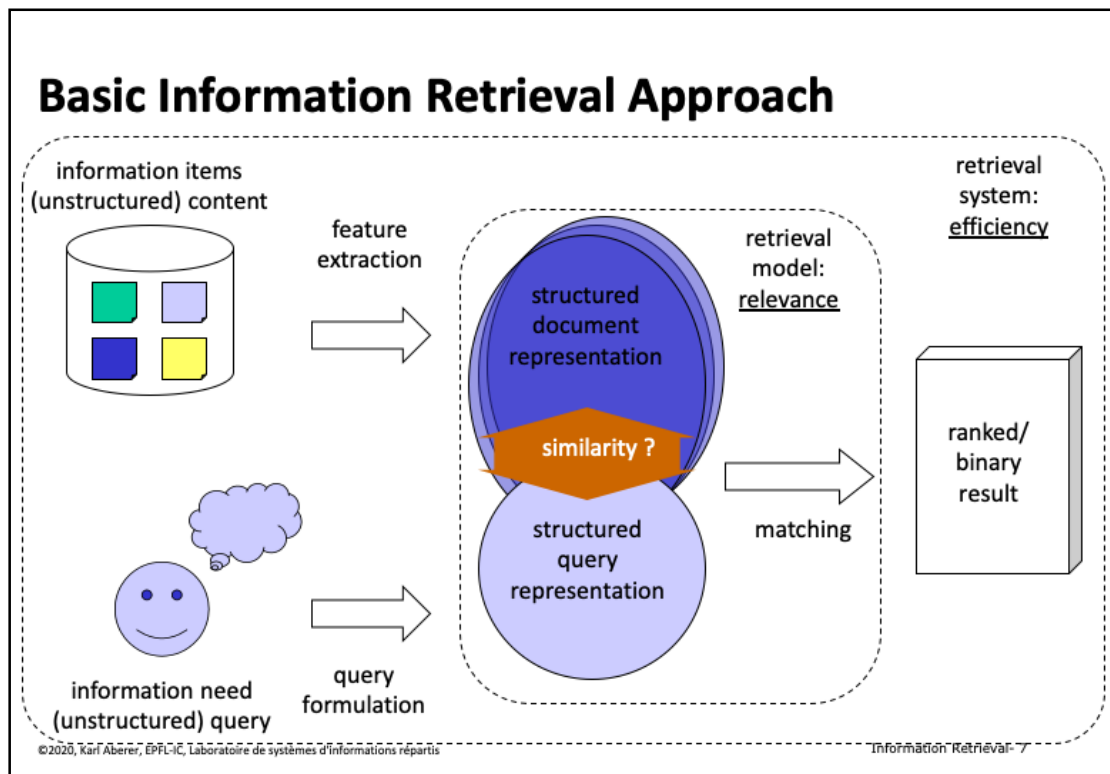 Basic Information Retrieval Approach
information items
(unstructured) content
feature
extraction
structured
document
representation
retrieval
model:
relevance
retrieval
system:
efficiency
similarity ?
structured
query
representation
matching
ranked/
binary
result
information need
(unstructured) query
query
formulation
©2020, Karl Aberer, EPFL-IC, Laboratoire de systèmes d'informations répartis
Information Retrieval- 7